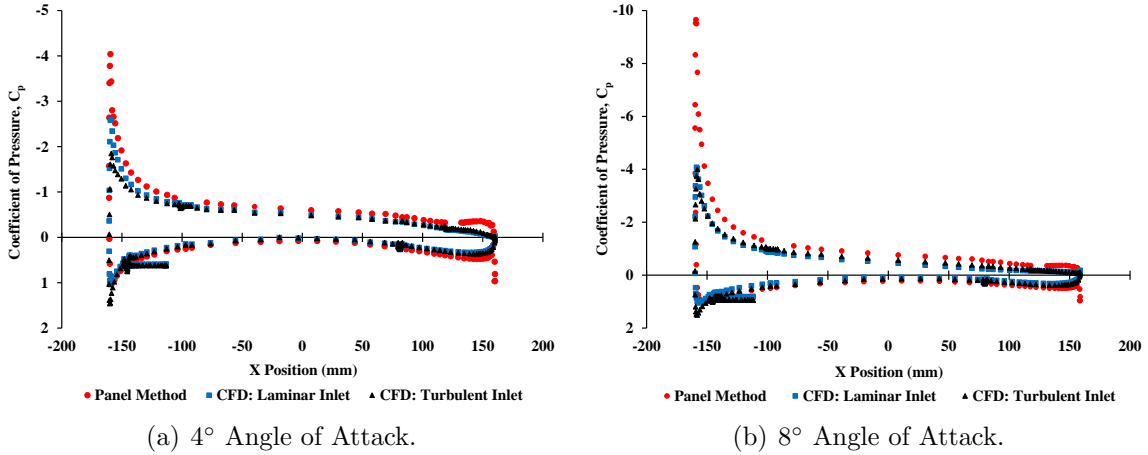 -5
-4
-3
-2
-1
0
1
2
-200 -150 -100 -50 0 50 100 150 200
Coefficient of Pressure, Cₚ
X Position (mm)
Panel Method CFD: Laminar Inlet CFD: Turbulent Inlet
(a) 4° Angle of Attack.
-10
-8
-6
-4
-2
0
2
-200 -150 -100 -50 0 50 100 150 200
Coefficient of Pressure, Cₚ
X Position (mm)
Panel Method CFD: Laminar Inlet CFD: Turbulent Inlet
(b) 8° Angle of Attack.